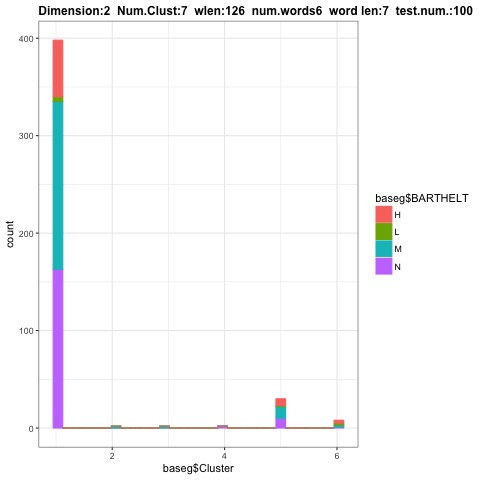 Dimension:2  Num.Clust:7  wlen:126  num.words6  word len:7  test.num.:100
400
300
200
100
0
count
2
4
6
baseg$Cluster
baseg$BARTHELT
H
L
M
N